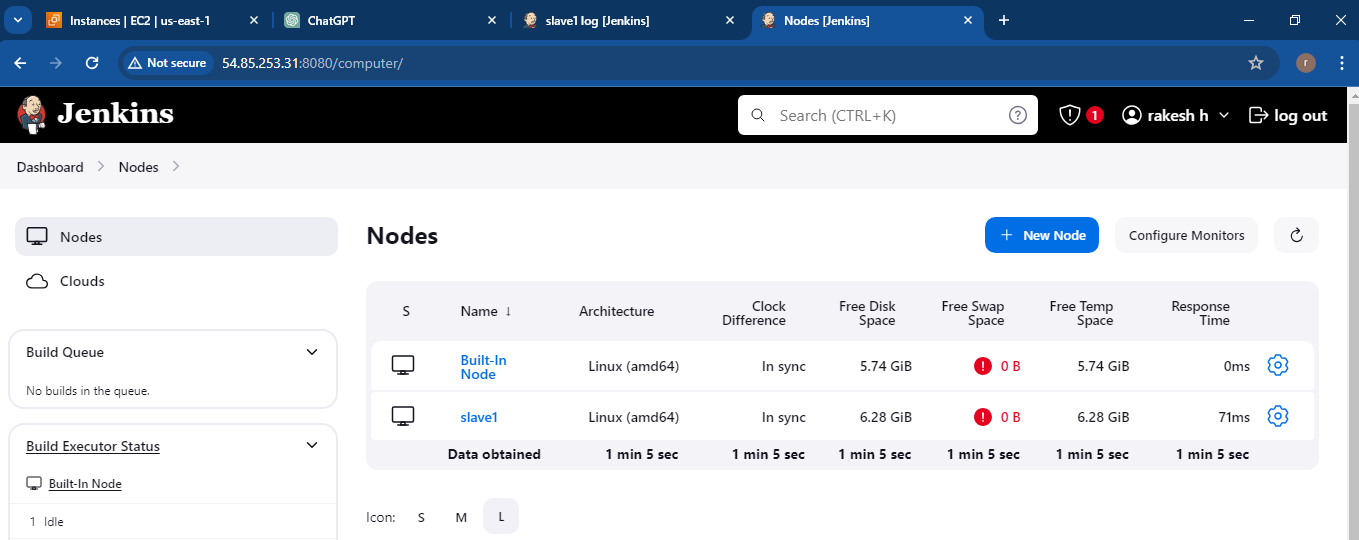 Instances | EC2 | us-east-1
ChatGPT
slave1 log [Jenkins]
Nodes [Jenkins]
Not secure
54.85.253.31:8080/computer/
r
Jenkins
Search (CTRL+K)
1
rakesh h
log out
Dashboard
Nodes
Nodes
Clouds
Build Queue
No builds in the queue.
Build Executor Status
Built-In Node
1 Idle
Nodes
+ New Node
Configure Monitors
S Name ↓ Architecture Clock Difference Free Disk Space Free Swap Space Free Temp Space Response Time
Built-In Node Linux (amd64) In sync 5.74 GiB 0 B 5.74 GiB 0ms
slave1 Linux (amd64) In sync 6.28 GiB 0 B 6.28 GiB 71ms
Data obtained 1 min 5 sec 1 min 5 sec 1 min 5 sec 1 min 5 sec 1 min 5 sec 1 min 5 sec
Icon: S M L